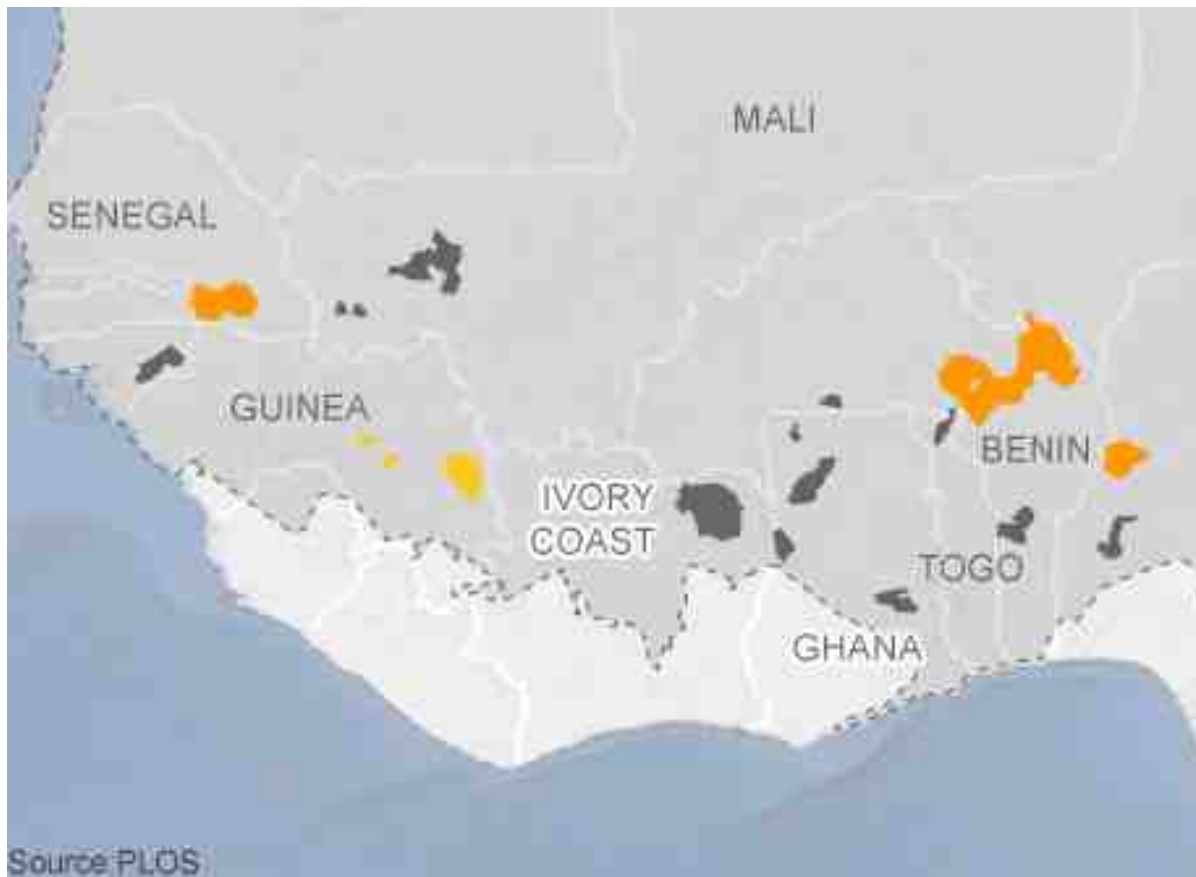 MALI
SENEGAL
GUINEA
BENIN
IVORY
COAST
TOGO
GHANA
Source PLOS